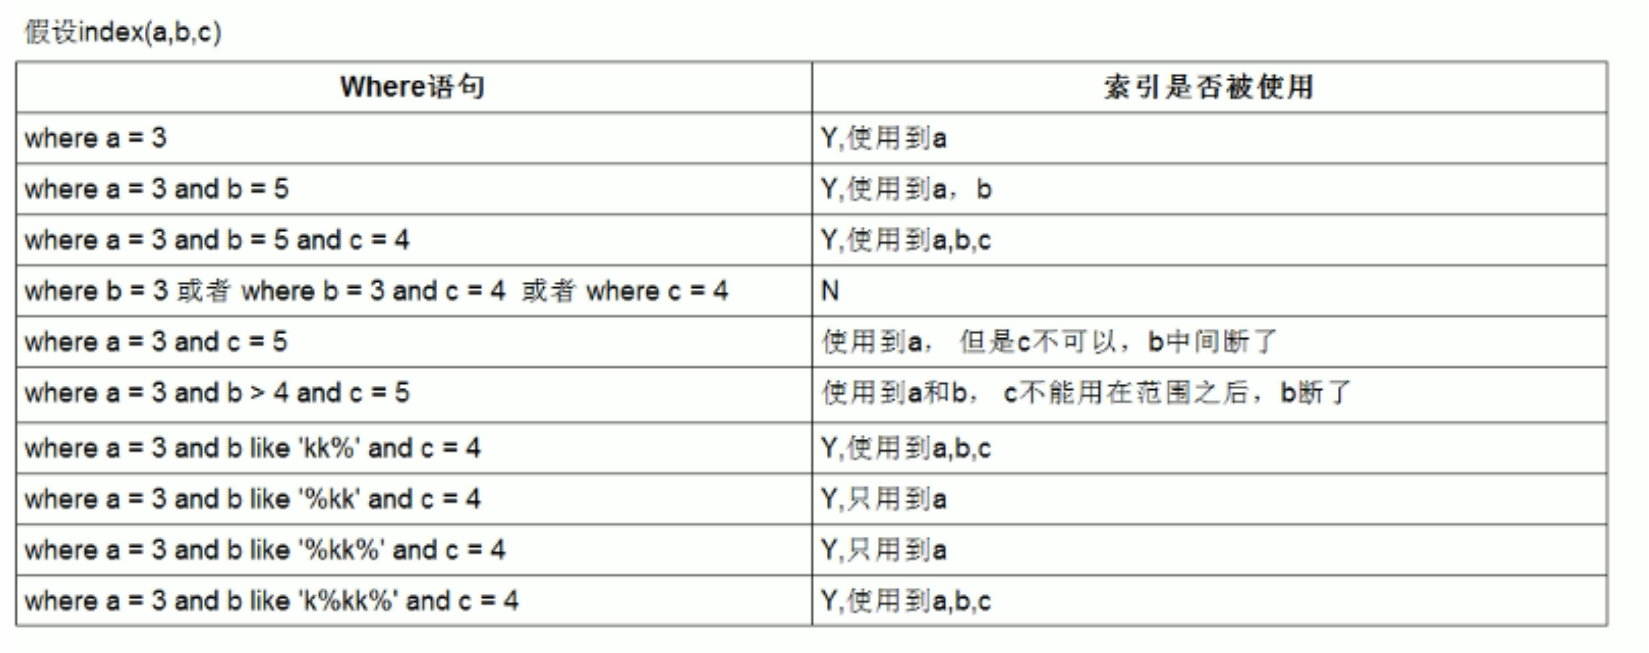 假设index(a,b,c)
Where语句 索引是否被使用
where a = 3 Y,使用到a
where a = 3 and b = 5 Y,使用到a，b
where a = 3 and b = 5 and c = 4 Y,使用到a,b,c
where b = 3 或者 where b = 3 and c = 4 或者 where c = 4 N
where a = 3 and c = 5 使用到a， 但是c不可以，b中间断了
where a = 3 and b > 4 and c = 5 使用到a和b， c不能用在范围之后，b断了
where a = 3 and b like 'kk%' and c = 4 Y,使用到a,b,c
where a = 3 and b like '%kk' and c = 4 Y,只用到a
where a = 3 and b like '%kk%' and c = 4 Y,只用到a
where a = 3 and b like 'k%kk%' and c = 4 Y,使用到a,b,c